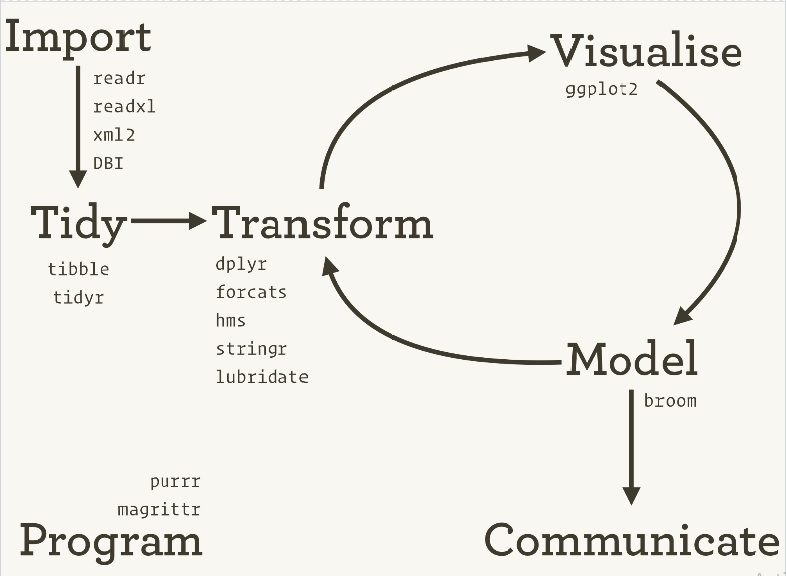 Import
readr
readxl
xml2
DBI
Tidy
tibble
tidyr
Transform
dplyr
forcats
hms
stringr
lubridate
Visualise
ggplot2
Model
broom
purrr
magrittr
Program
Communicate